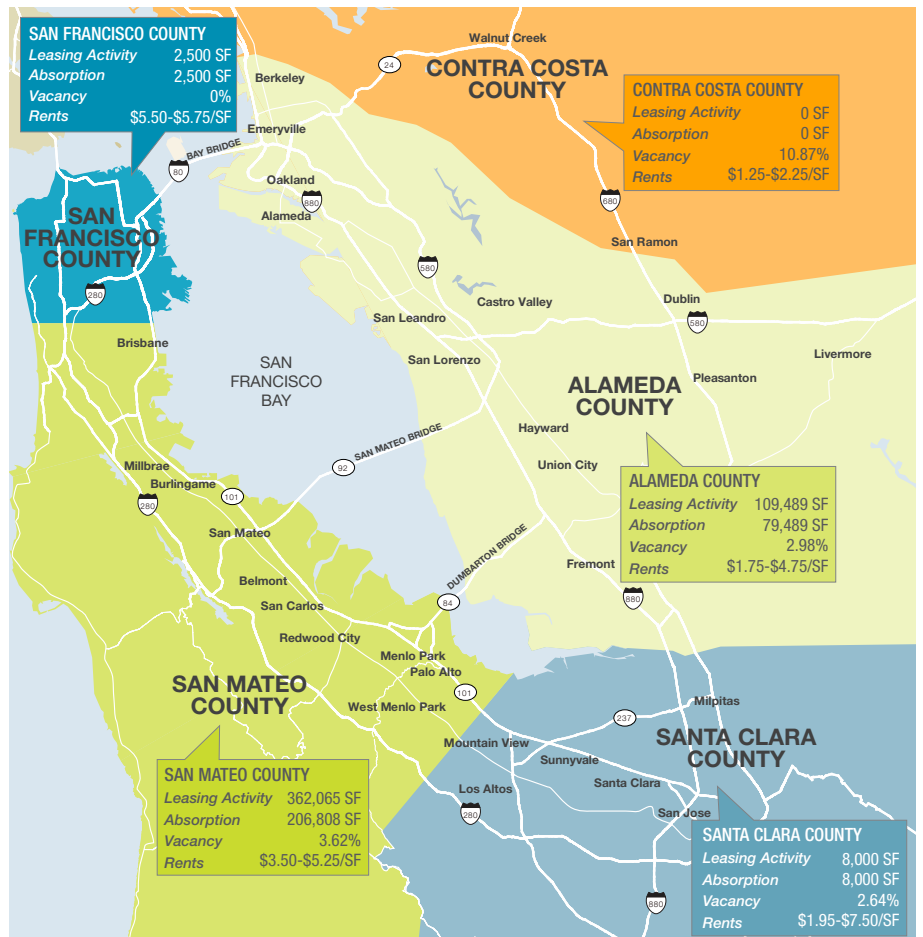 SAN FRANCISCO COUNTY
Leasing Activity 2,500 SF
Absorption 2,500 SF
Vacancy 0%
Rents $5.50-$5.75/SF
Walnut Creek
24
CONTRA COSTA
COUNTY
Berkeley
CONTRA COSTA COUNTY
Leasing Activity 0 SF
Absorption 0 SF
Vacancy 10.87%
Rents $1.25-$2.25/SF
Emeryville
BAY BRIDGE
80
Oakland
880
Alameda
680
SAN
FRANCISCO
COUNTY
San Ramon
580
280
Castro Valley
Dublin
San Leandro
580
Brisbane
San Lorenzo
Livermore
SAN
FRANCISCO
BAY
ALAMEDA
COUNTY
Pleasanton
Hayward
SAN MATEO BRIDGE
92
Union City
Millbrae
Burlingame
101
280
ALAMEDA COUNTY
Leasing Activity 109,489 SF
Absorption 79,489 SF
Vacancy 2.98%
Rents $1.75-$4.75/SF
San Mateo
DUMBARTON BRIDGE
Fremont
Belmont
San Carlos
84
880
Redwood City
Menlo Park
Palo Alto
SAN MATEO
COUNTY
101
West Menlo Park
Milpitas
237
SANTA CLARA
COUNTY
Mountain View
Sunnyvale
SAN MATEO COUNTY
Leasing Activity 362,065 SF
Absorption 206,808 SF
Vacancy 3.62%
Rents $3.50-$5.25/SF
Santa Clara
Los Altos
280
San Jose
SANTA CLARA COUNTY
Leasing Activity 8,000 SF
Absorption 8,000 SF
Vacancy 2.64%
Rents $1.95-$7.50/SF
880